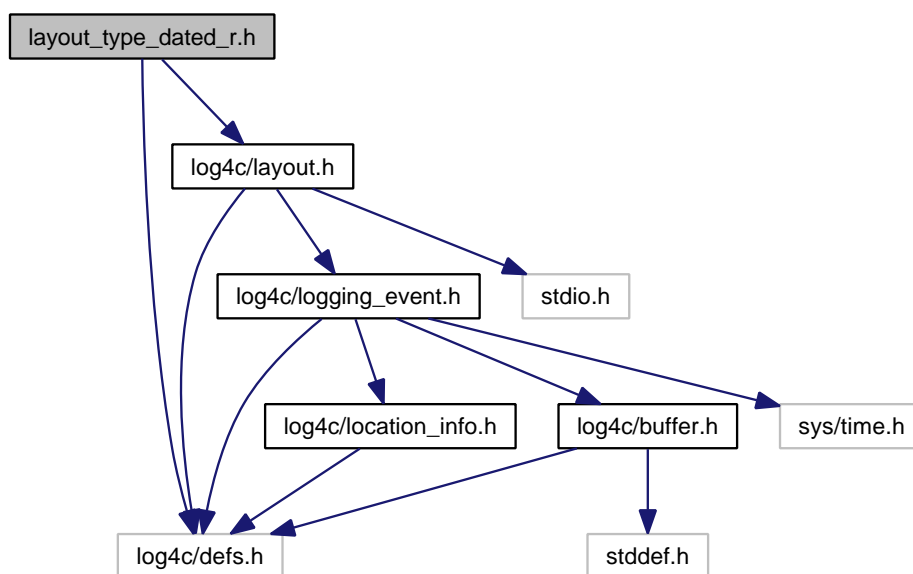 layout_type_dated_r.h
log4c/layout.h
log4c/logging_event.h
stdio.h
log4c/location_info.h
log4c/buffer.h
sys/time.h
log4c/defs.h
stddef.h